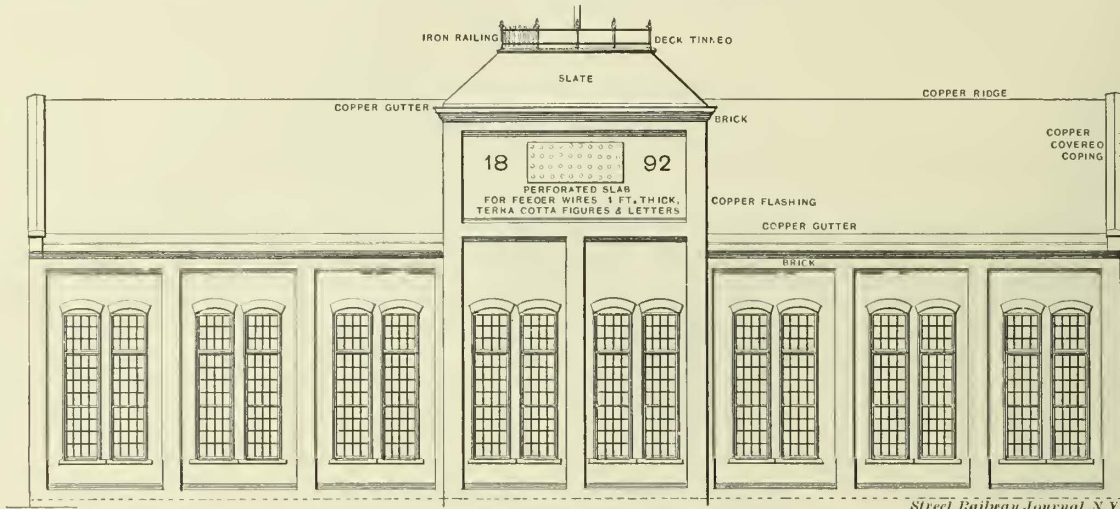 IRON RAILING
DECK TINNED
SLATE
COPPER GUTTER
COPPER RIDGE
BRICK
COPPER
COVERED
COPING
18 92
PERFORATED SLAB
FOR FEEDER WIRES 1 FT. THICK,
TERRA COTTA FIGURES & LETTERS
COPPER FLASHING
COPPER GUTTER
BRICK
Street Railway Journal, N.Y.